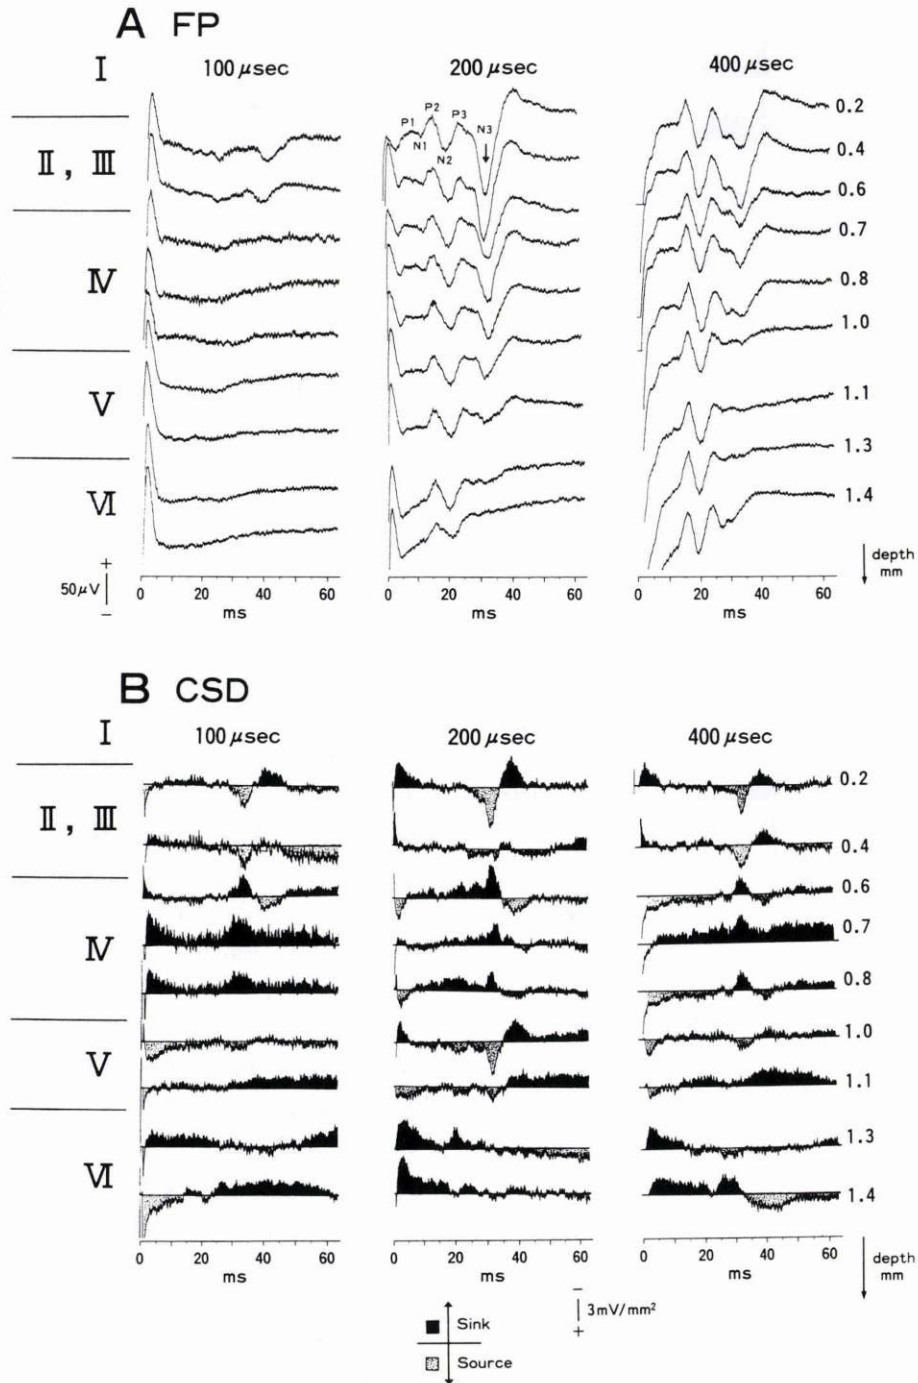 A FP
I
100 μsec
200 μsec
400 μsec
0.2
P1
P2
P3
N1
N2
N3
II, III
0.4
0.6
0.7
IV
0.8
1.0
V
1.1
1.3
VI
1.4
+
50μV
−
depth
mm
0 20 40 60
ms
0 20 40 60
ms
0 20 40 60
ms
B CSD
I
100 μsec
200 μsec
400 μsec
0.2
II, III
0.4
0.6
0.7
IV
0.8
1.0
V
1.1
1.3
VI
1.4
0 20 40 60
ms
0 20 40 60
ms
0 20 40 60
ms
depth
mm
−
3mV/mm²
+
Sink
Source